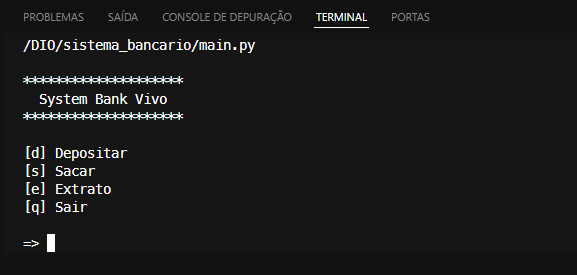 PROBLEMAS SAÍDA CONSOLE DE DEPURAÇÃO TERMINAL PORTAS
/DIO/sistema_bancario/main.py
********************
System Bank Vivo
********************
[d] Depositar
[s] Sacar
[e] Extrato
[q] Sair
=>